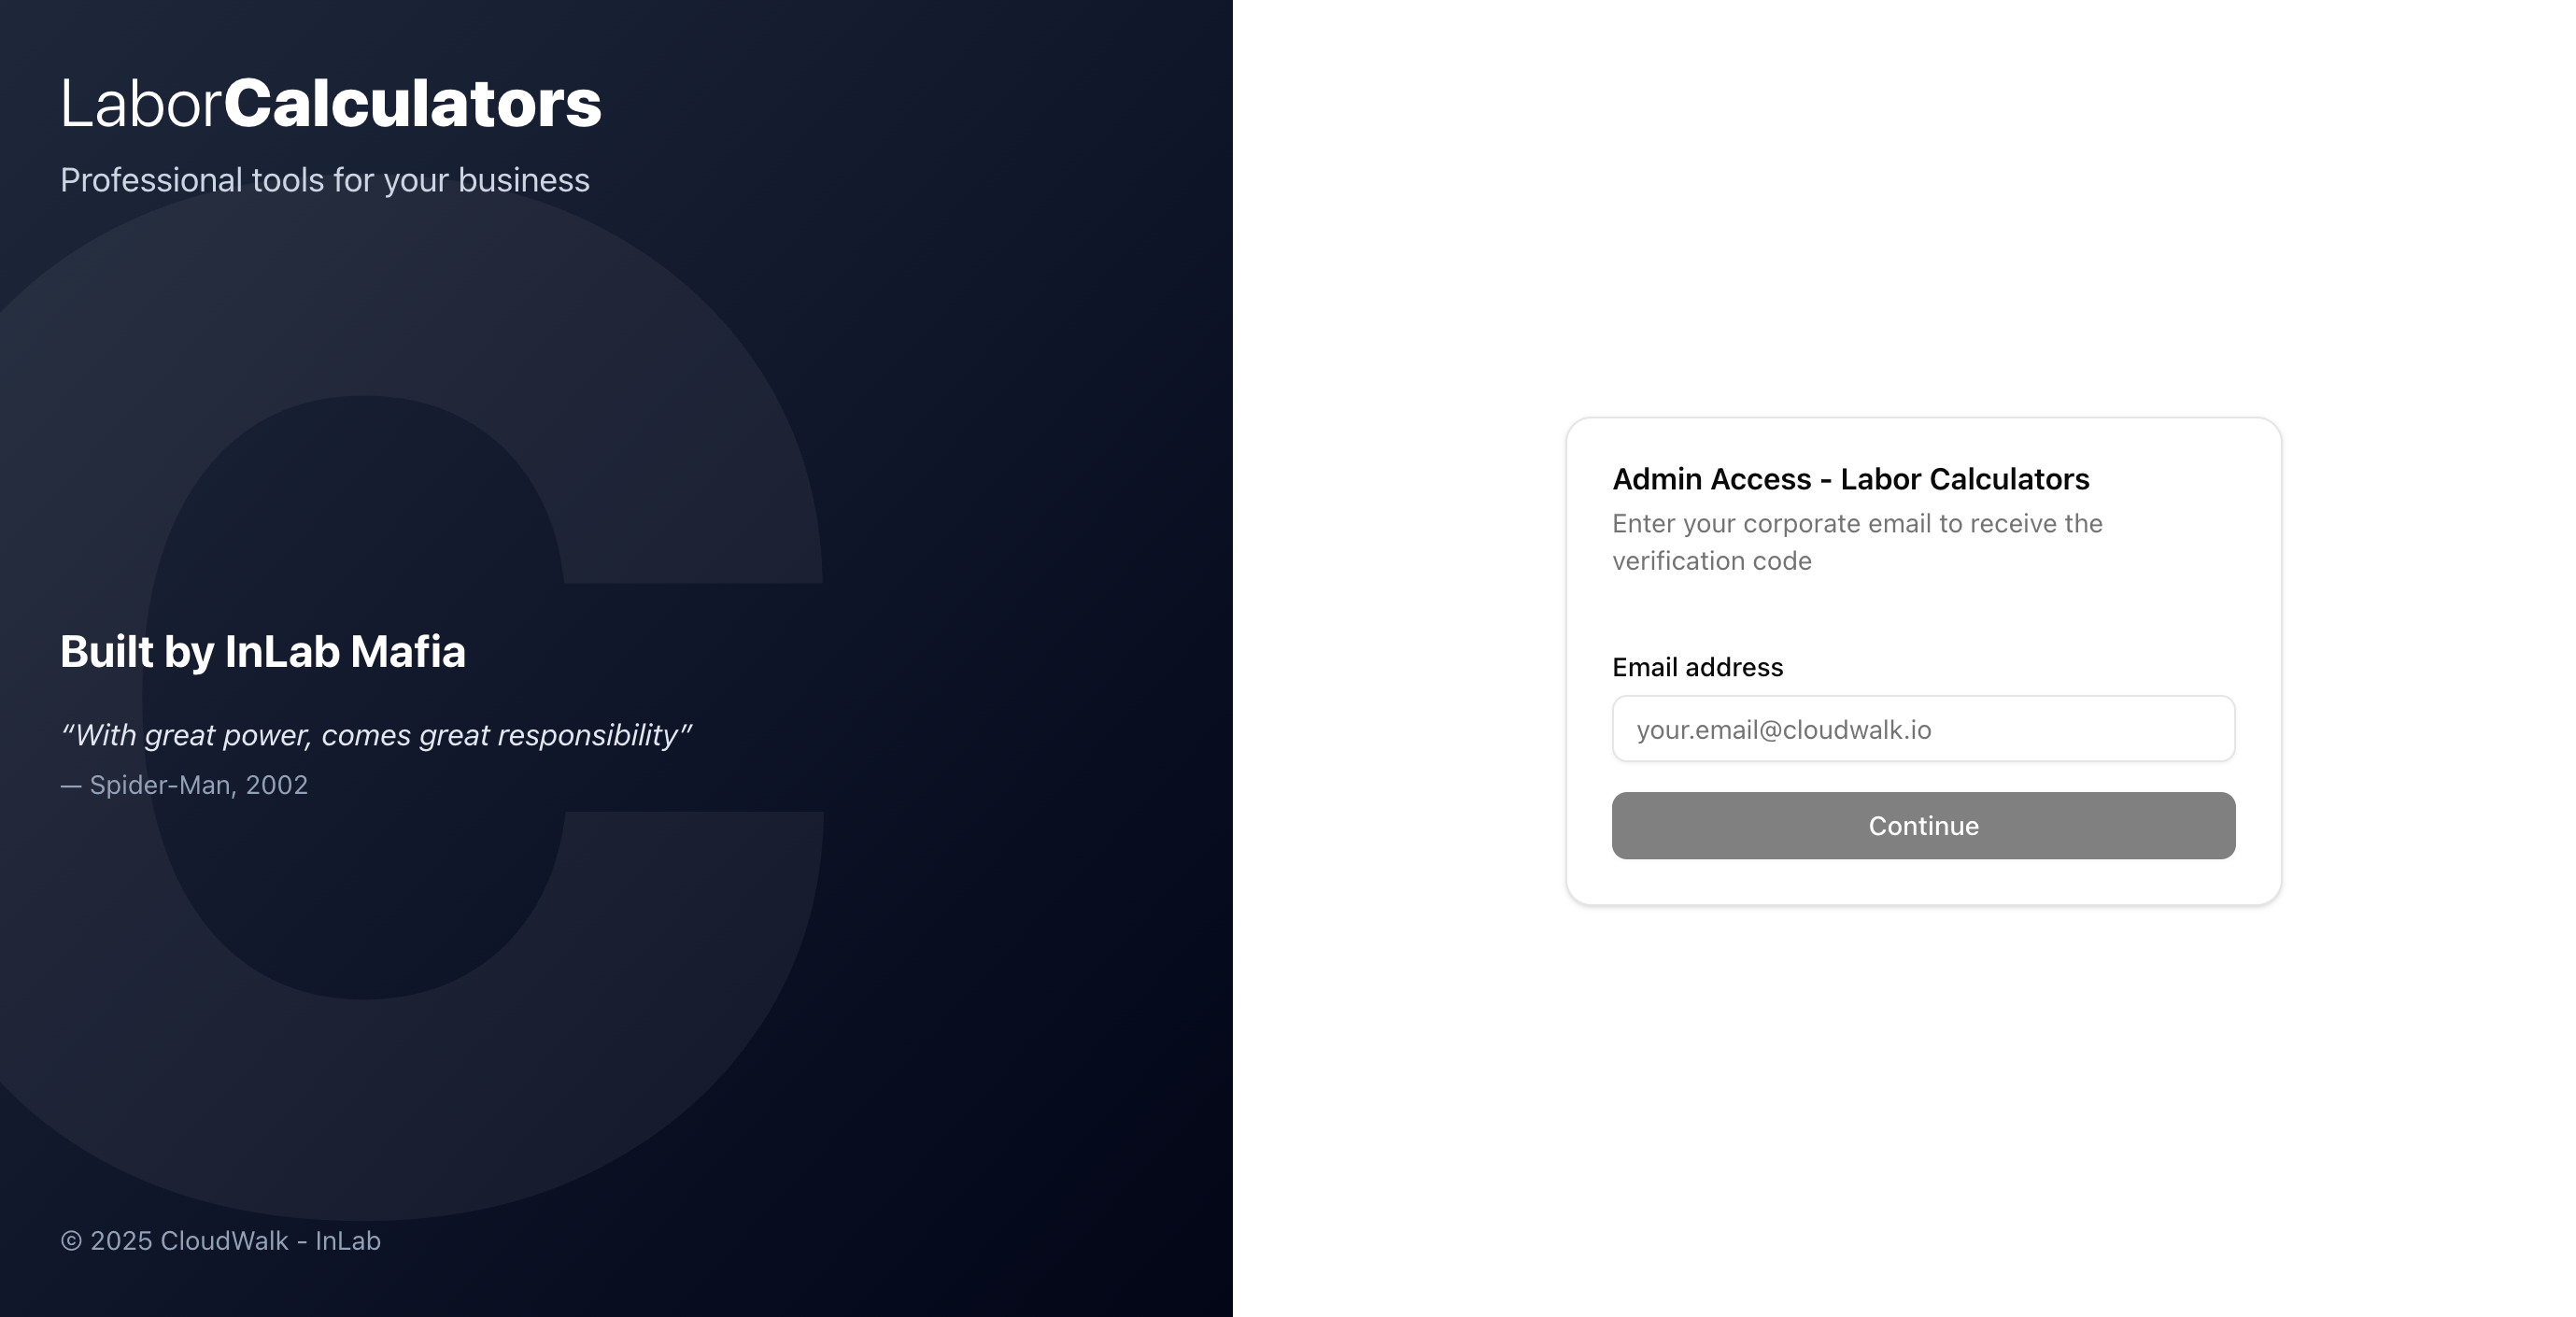 LaborCalculators
Professional tools for your business
Built by InLab Mafia
“With great power, comes great responsibility”
— Spider-Man, 2002
© 2025 CloudWalk - InLab
Admin Access - Labor Calculators
Enter your corporate email to receive the
verification code
Email address
your.email@cloudwalk.io
Continue